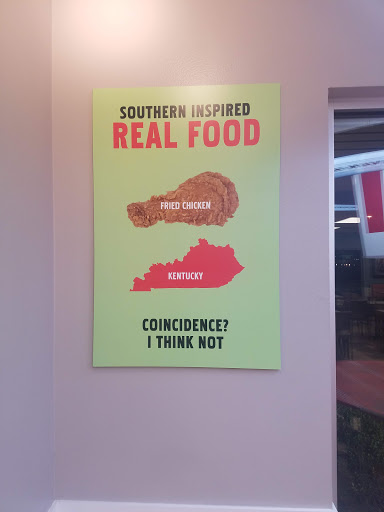 SOUTHERN INSPIRED
REAL FOOD
FRIED CHICKEN
KENTUCKY
COINCIDENCE?
I THINK NOT